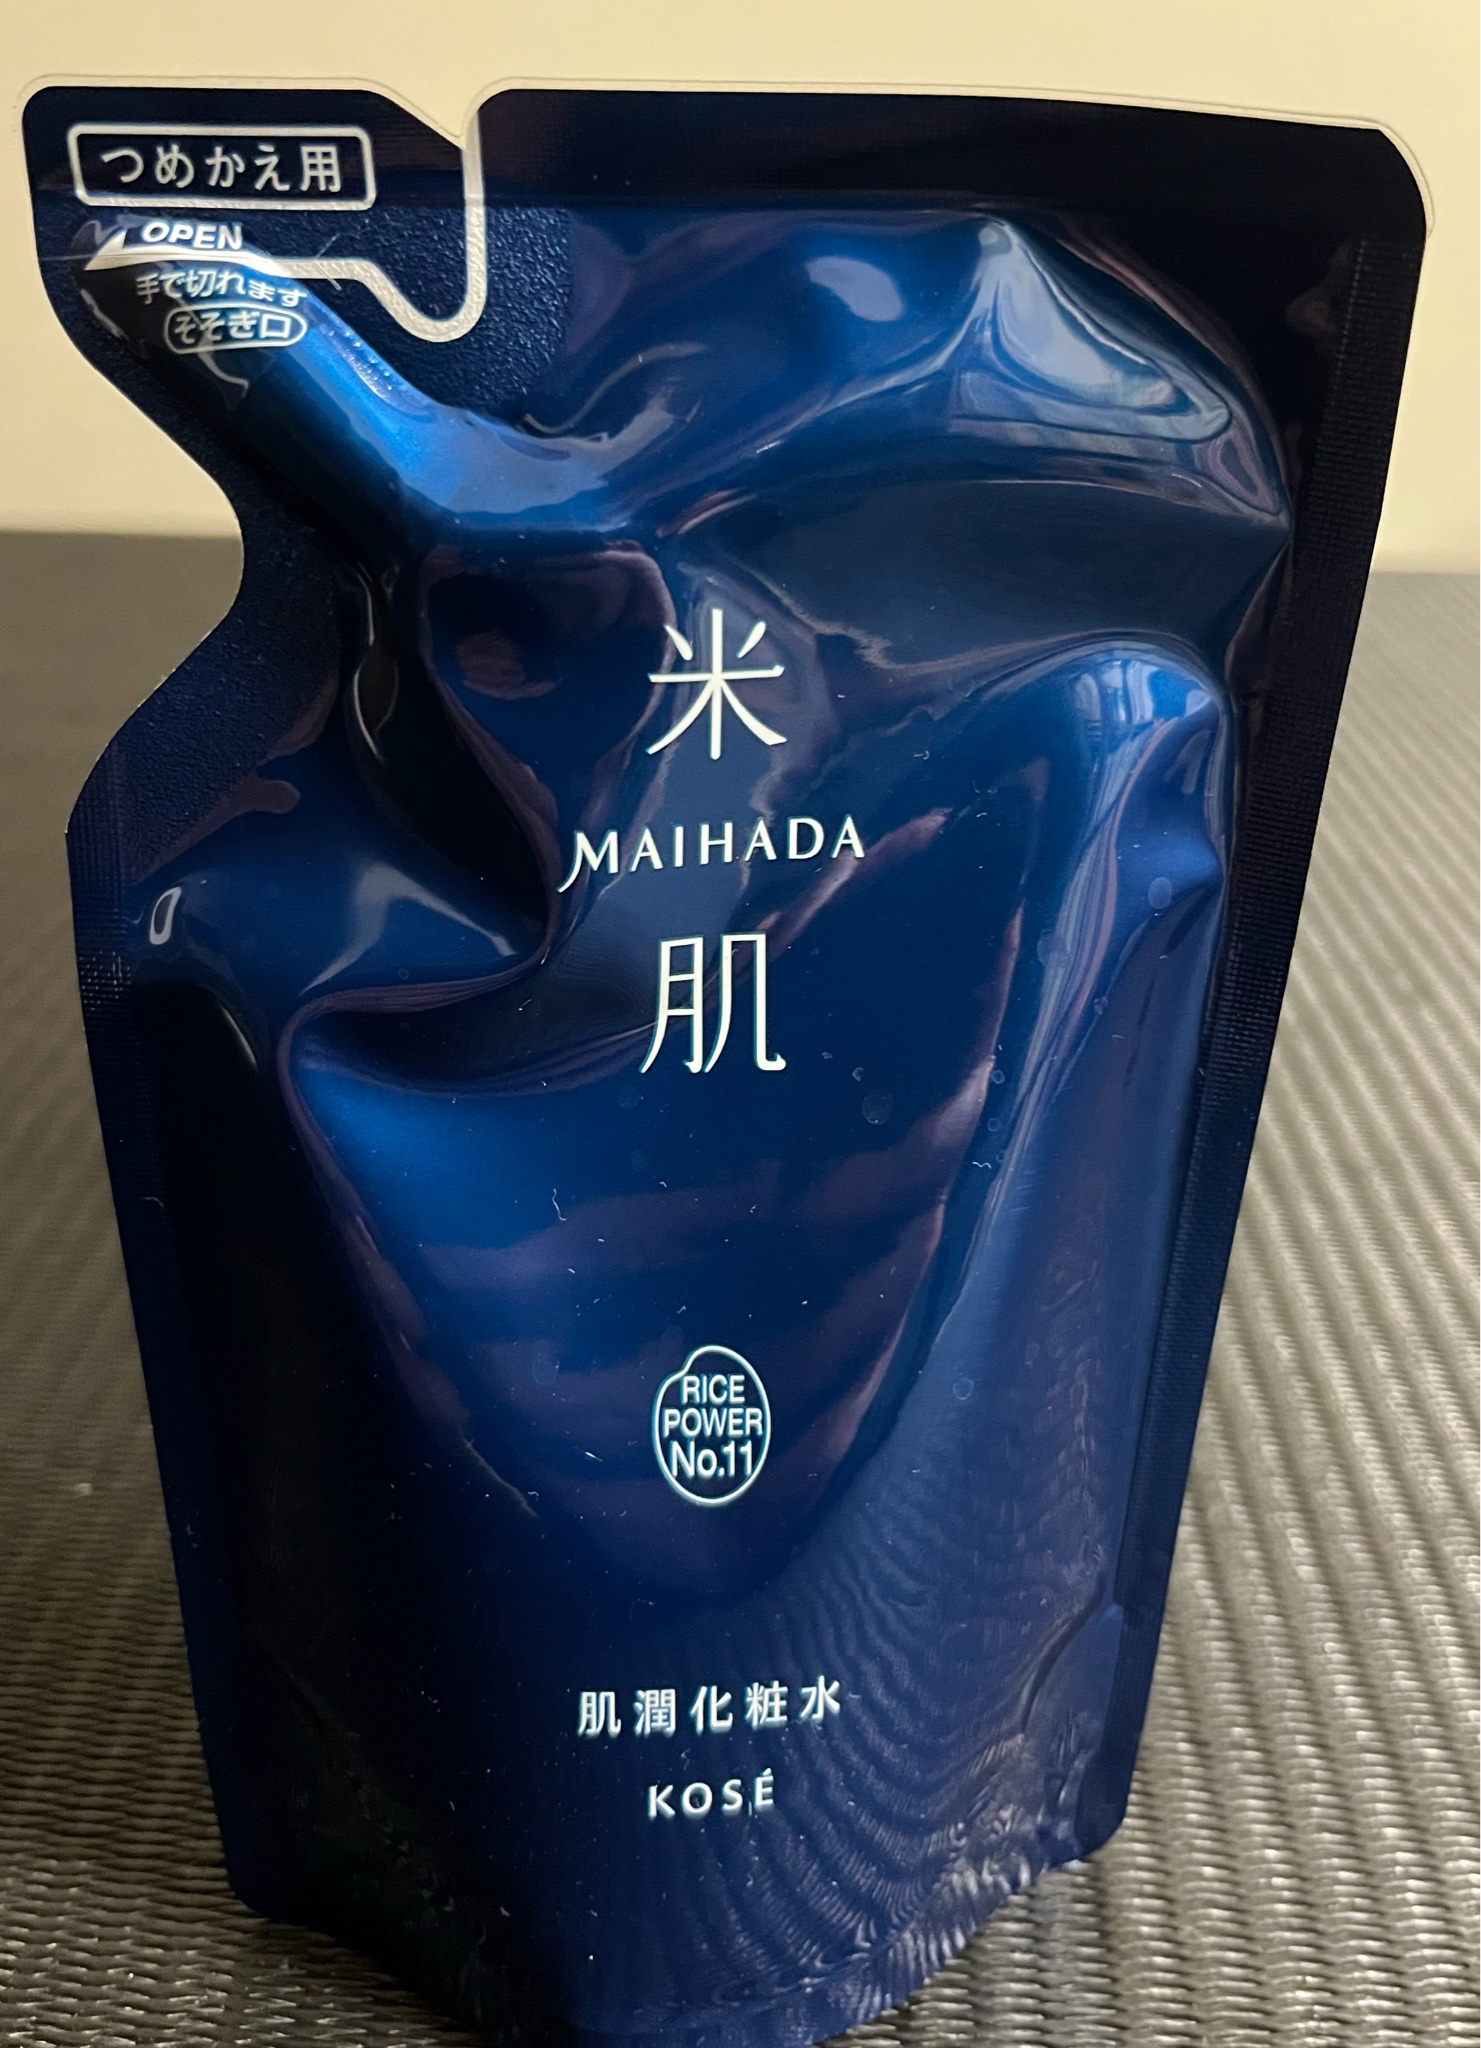 つめかえ用
OPEN
手で切れます
そそぎ口
米
MAIHADA
肌
RICE
POWER
No.11
肌潤化粧水
KOSÉ